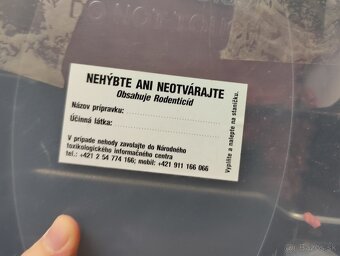 NEHÝBTE ANI NEOTVÁRAJTE
Obsahuje Rodenticíd
Názov prípravku:
Účinná látka:
V prípade nehody zavolajte do Národného
toxikologického informačného centra
tel.: +421 2 54 774 166; mobil: +421 911 166 066
Vyplňte a nalepte na staničku.